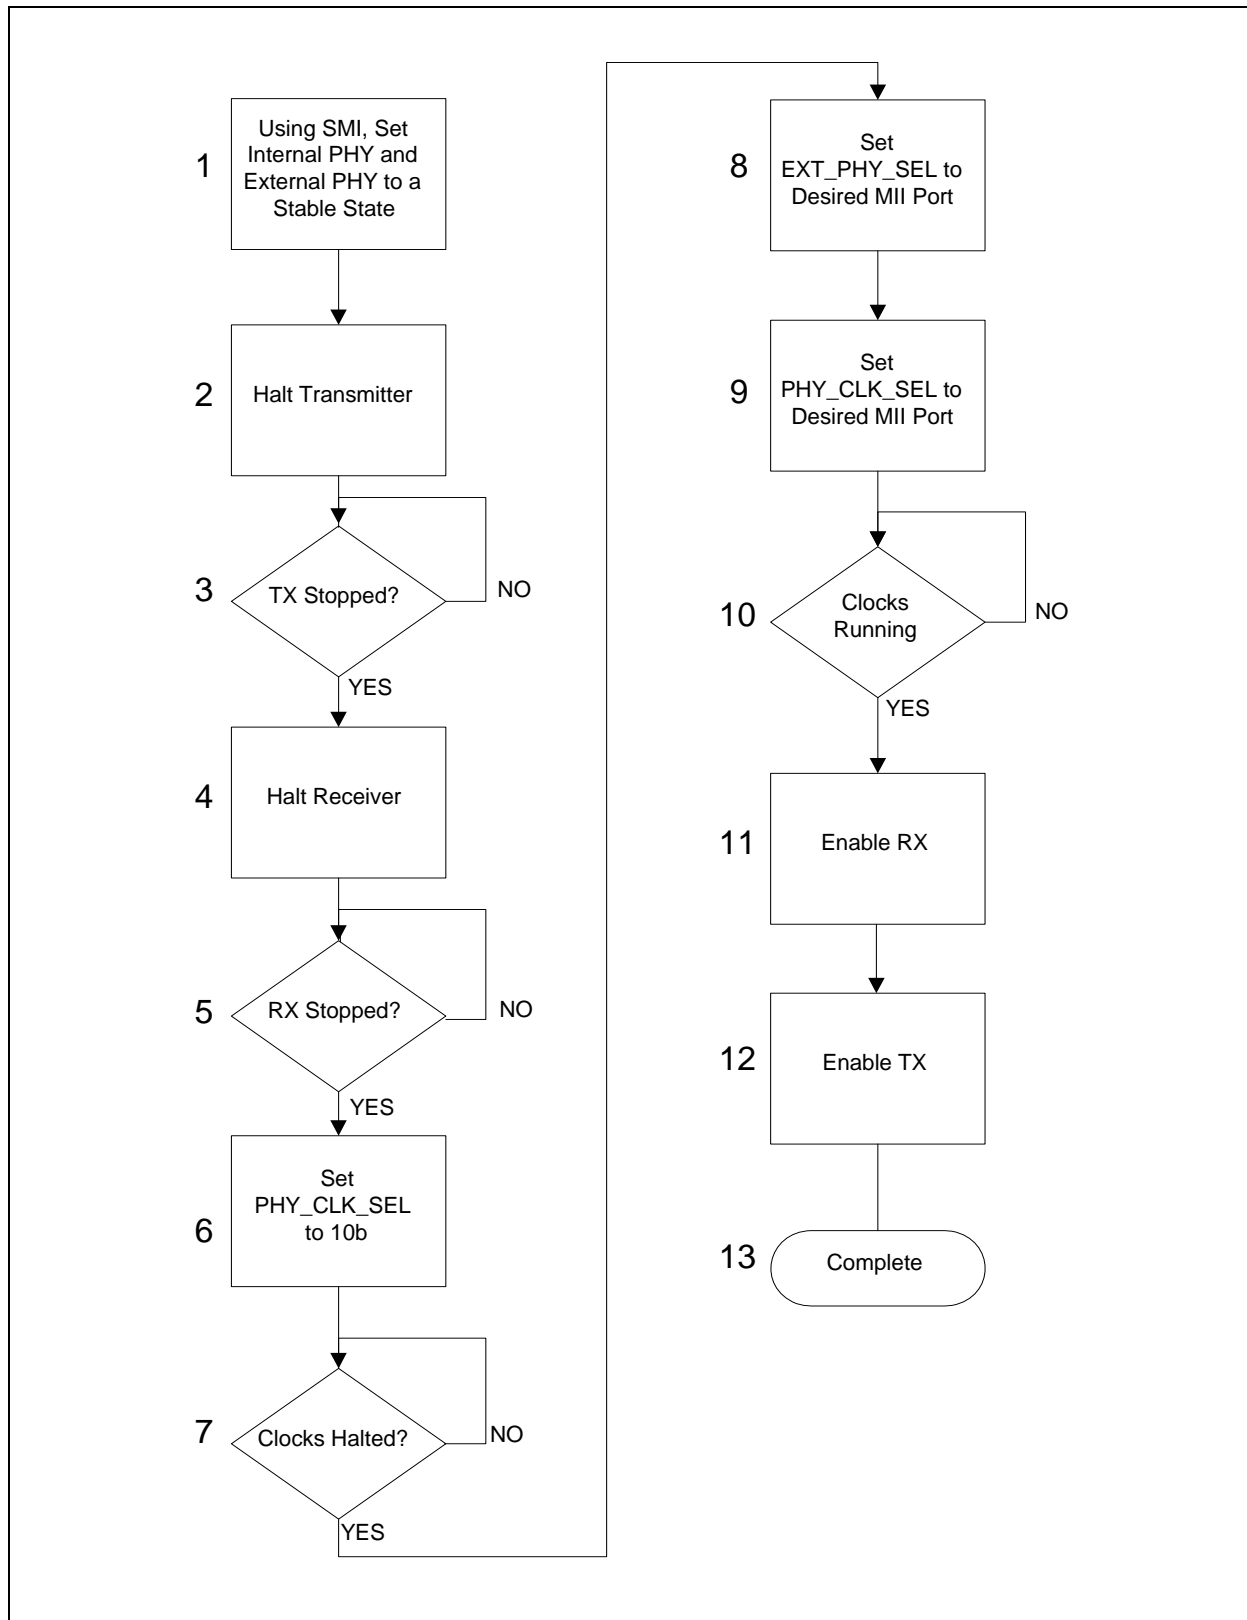 1
Using SMI, Set
Internal PHY and
External PHY to a
Stable State
2
Halt Transmitter
3
TX Stopped?
NO
YES
4
Halt Receiver
5
RX Stopped?
NO
YES
6
Set
PHY_CLK_SEL
to 10b
7
Clocks Halted?
NO
YES
8
Set
EXT_PHY_SEL to
Desired MII Port
9
Set
PHY_CLK_SEL to
Desired MII Port
10
Clocks
Running
NO
YES
11
Enable RX
12
Enable TX
13
Complete